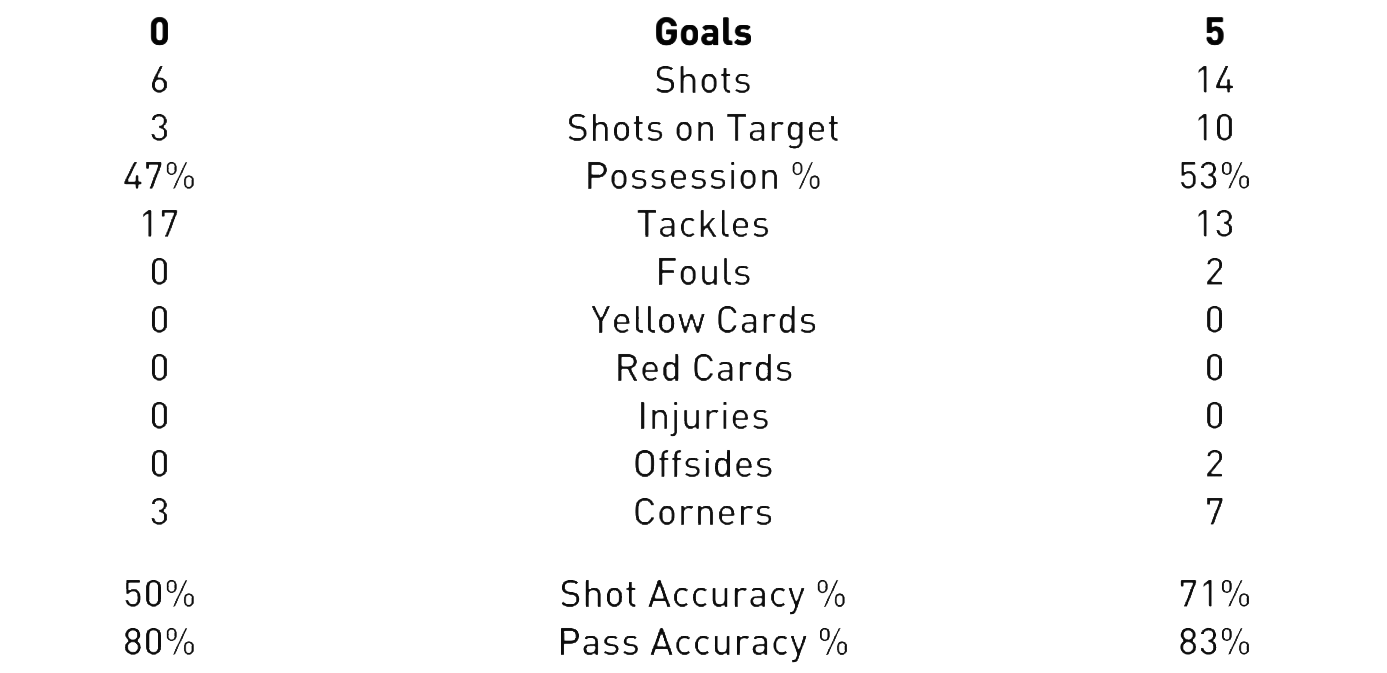 0 Goals 5
6 Shots 14
3 Shots on Target 10
47% Possession % 53%
17 Tackles 13
0 Fouls 2
0 Yellow Cards 0
0 Red Cards 0
0 Injuries 0
0 Offsides 2
3 Corners 7
50% Shot Accuracy % 71%
80% Pass Accuracy % 83%